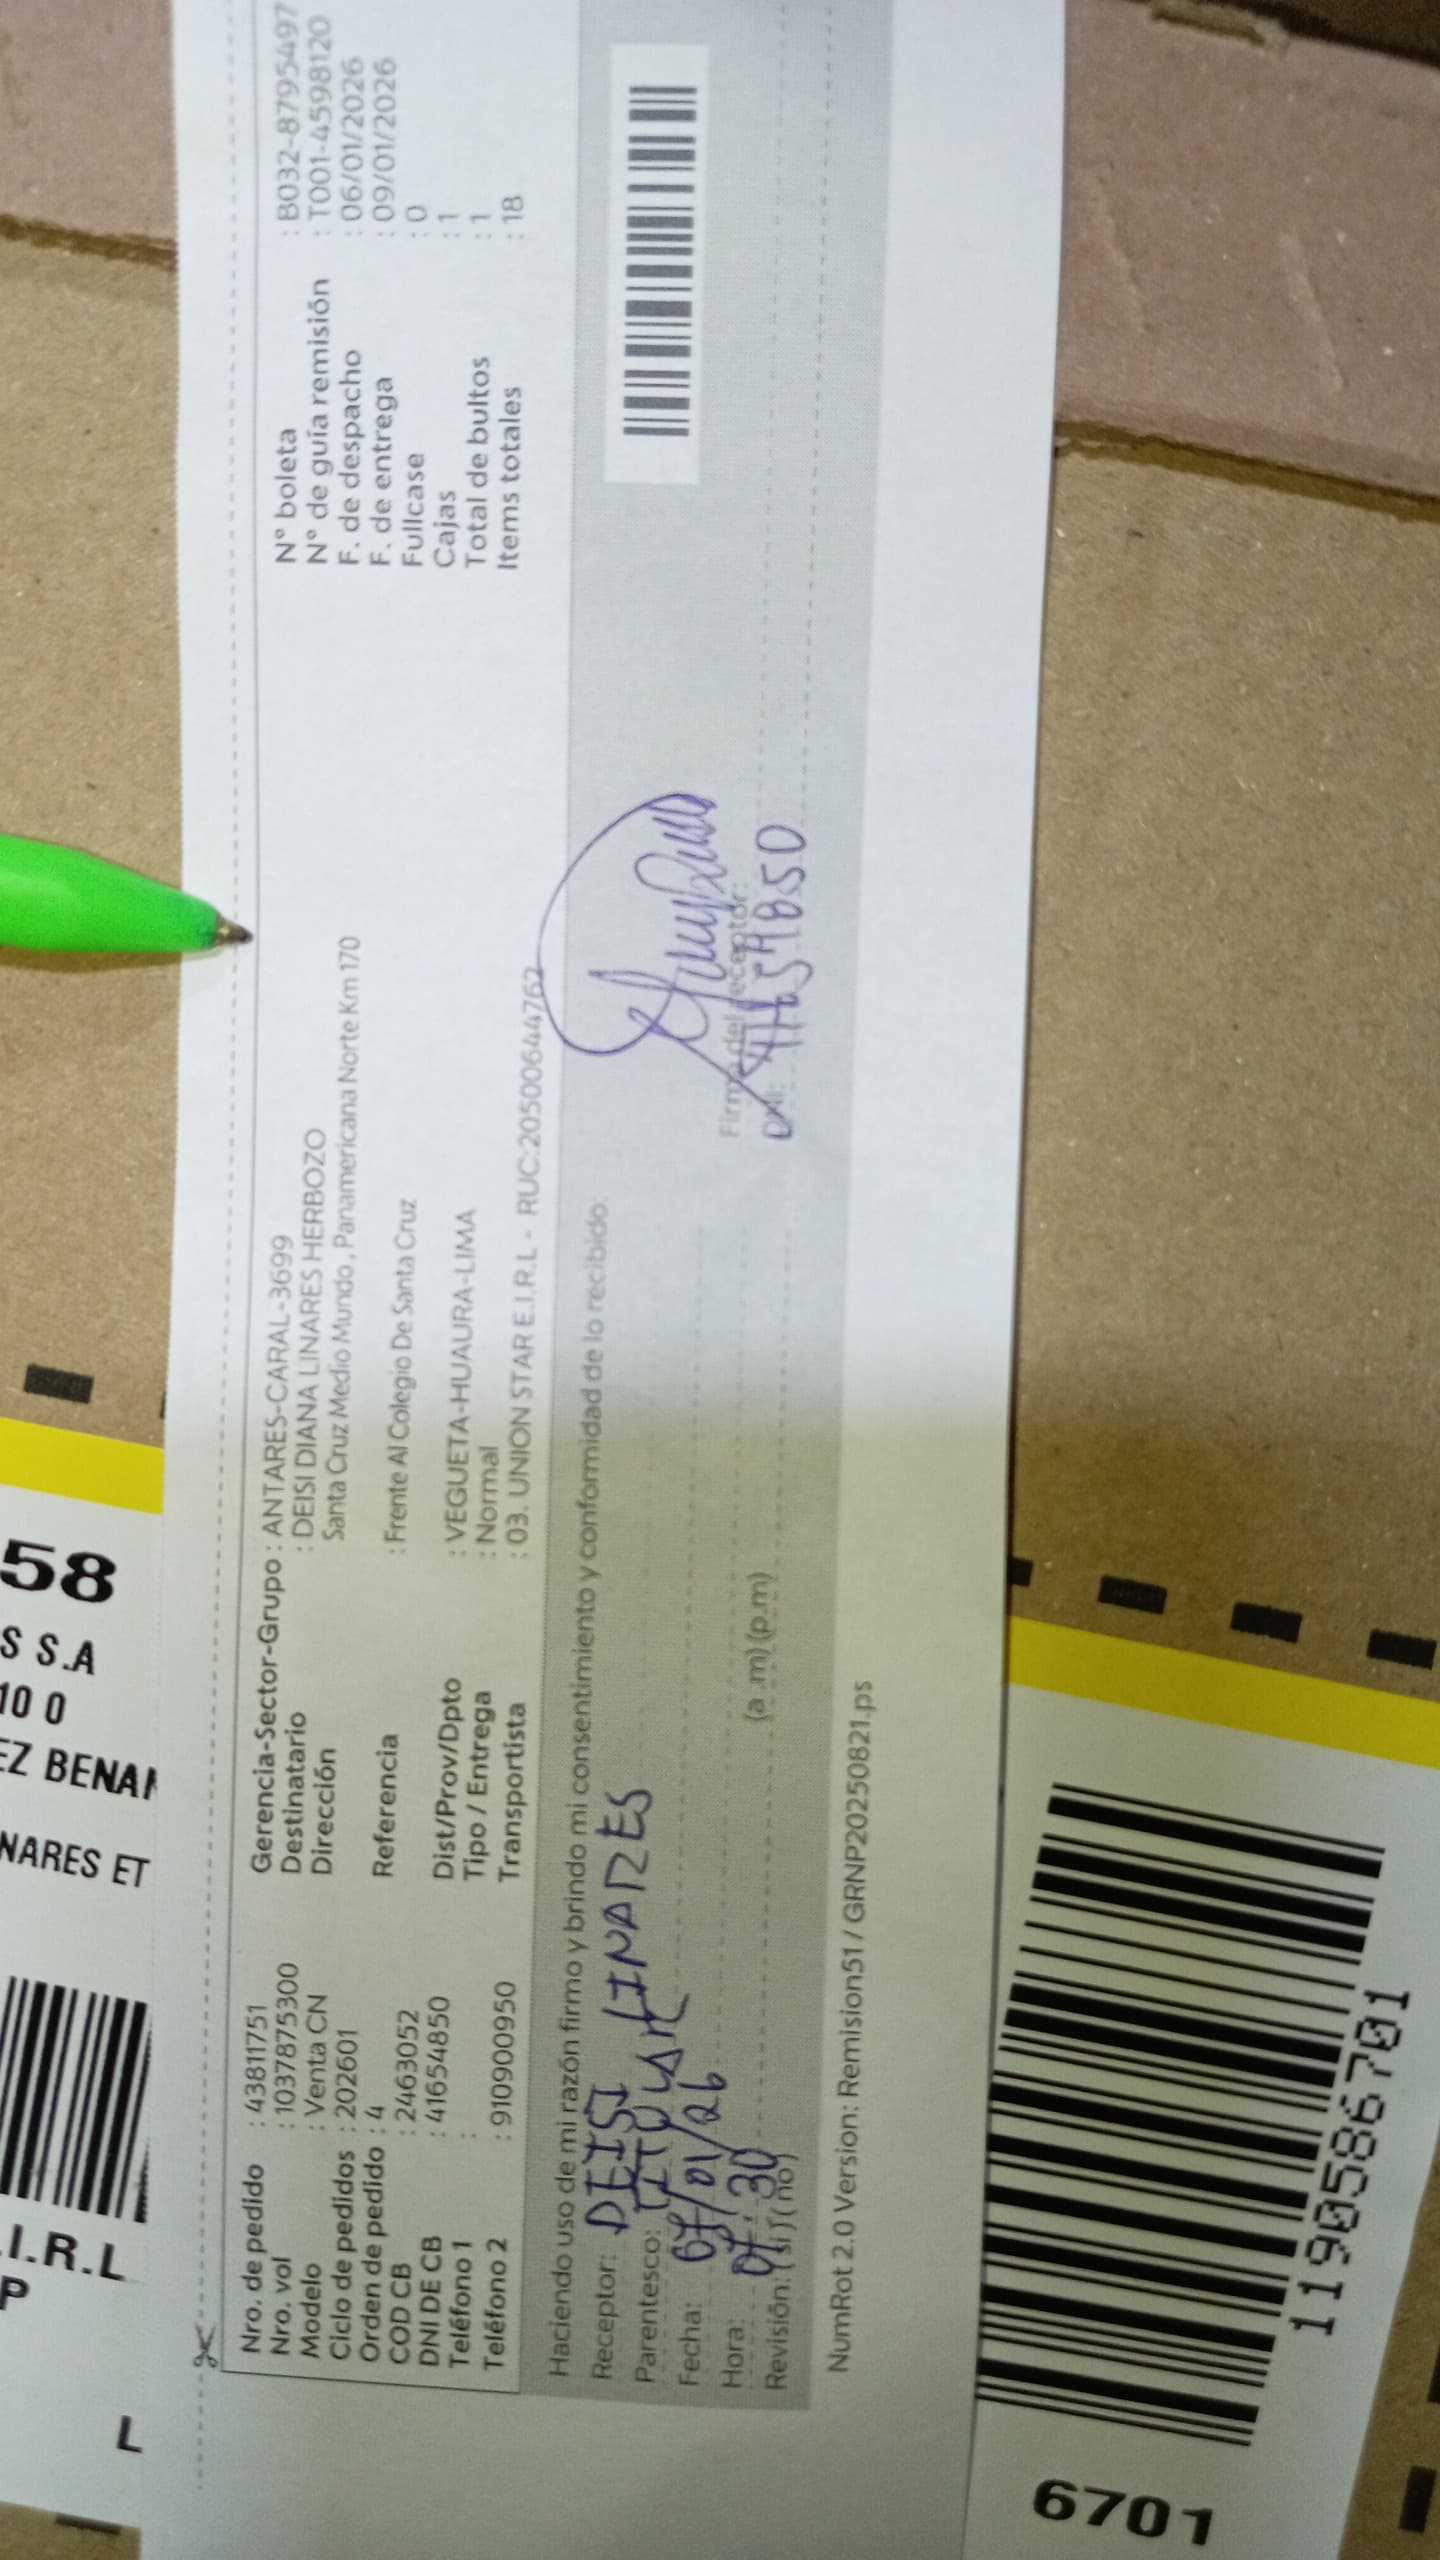 Nro. de pedido : 43811751
Nro. vol : 1037875300
Modelo : Venta CN
Ciclo de pedidos : 202601
Orden de pedido : 4
COD CB : 2463052
DNI DE CB : 41654850
Teléfono 1 :
Teléfono 2 : 910900950
Gerencia-Sector-Grupo : ANTARES-CARAL-3699
Destinatario : DEISI DIANA LINARES HERBOZO
Dirección Santa Cruz Medio Mundo , Panamericana Norte Km 170
Referencia : Frente Al Colegio De Santa Cruz
Dist/Prov/Dpto : VEGUETA-HUAURA-LIMA
Tipo / Entrega : Normal
Transportista : 03. UNION STAR E.I.R.L - RUC:20500644762
N° boleta : B032-8795497
N° de guía remisión : T001-4598120
F. de despacho : 06/01/2026
F. de entrega : 09/01/2026
Fullcase : 0
Cajas : 1
Total de bultos : 1
Items totales : 18
Haciendo uso de mi razón firmo y brindo mi consentimiento y conformidad de lo recibido.
Receptor: DEISI LINARES
Parentesco: TITULAR
Fecha: 07/01/26
Hora: 07:30 (a .m) (p.m)
Revisión: (si) (no)
Firma del receptor:
DNI: 41654850
NumRot 2.0 Version: Remision51 / GRNP20250821.ps
58
S S.A
10 0
EZ BENA
NARES ET
.I.R.L
P
L
1190586701
6701